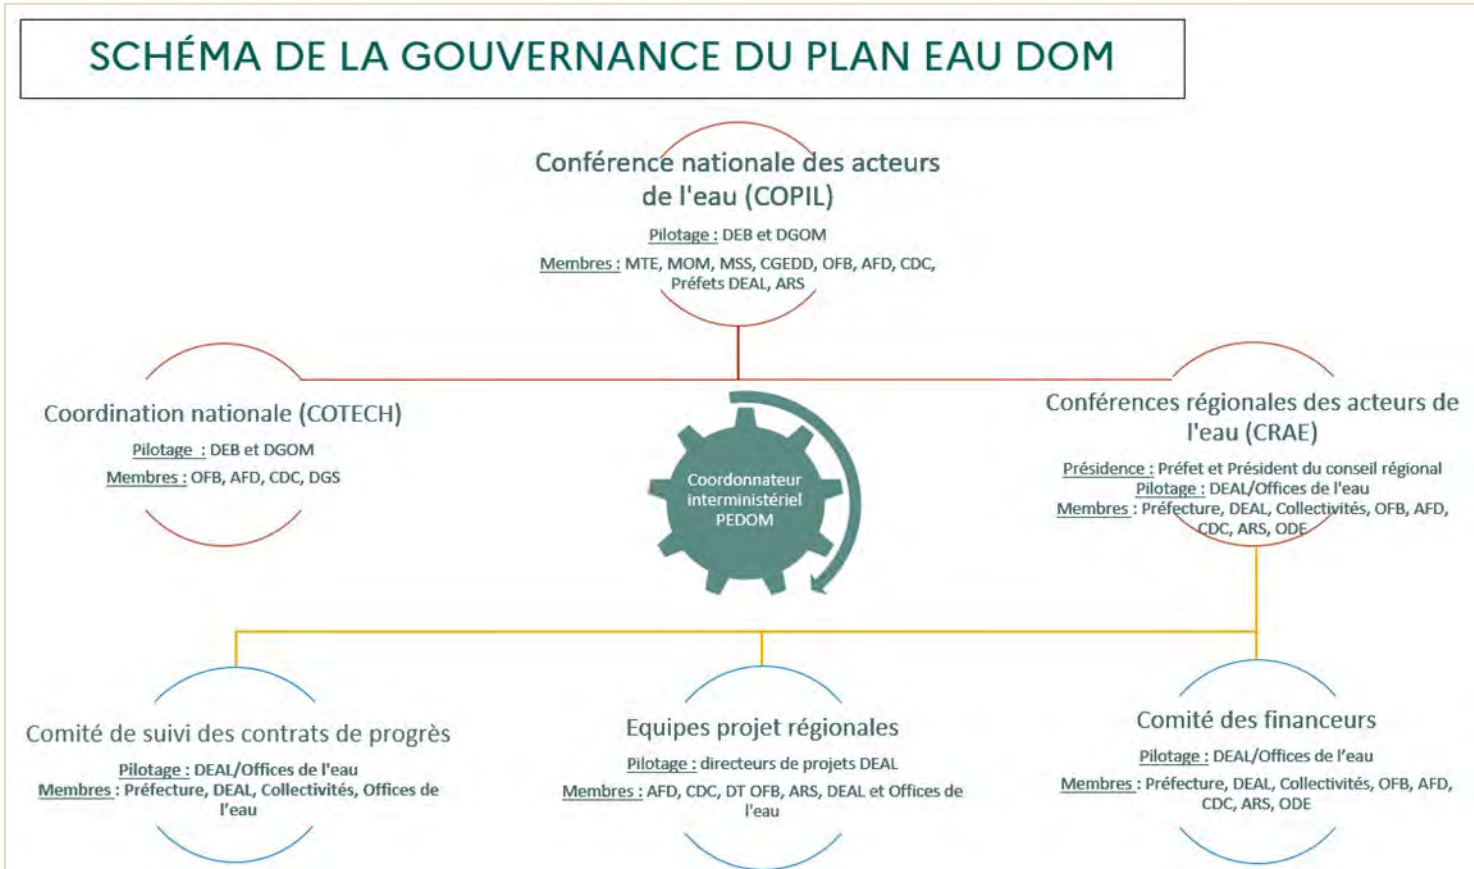 SCHÉMA DE LA GOUVERNANCE DU PLAN EAU DOM
Conférence nationale des acteurs
de l'eau (COPIL)
Pilotage : DEB et DGOM
Membres : MTE, MOM, MSS, CGEDD, OFB, AFD, CDC,
Préfets DEAL, ARS
Coordination nationale (COTECH)
Pilotage : DEB et DGOM
Membres : OFB, AFD, CDC, DGS
Coordonnateur
interministériel
PEDOM
Conférences régionales des acteurs de
l'eau (CRAE)
Présidence : Préfet et Président du conseil régional
Pilotage : DEAL/Offices de l'eau
Membres : Préfecture, DEAL, Collectivités, OFB, AFD,
CDC, ARS, ODE
Comité de suivi des contrats de progrès
Pilotage : DEAL/Offices de l'eau
Membres : Préfecture, DEAL, Collectivités, Offices de
l'eau
Equipes projet régionales
Pilotage : directeurs de projets DEAL
Membres : AFD, CDC, DT OFB, ARS, DEAL et Offices de
l'eau
Comité des financeurs
Pilotage : DEAL/Offices de l'eau
Membres : Préfecture, DEAL, Collectivités, OFB, AFD,
CDC, ARS, ODE